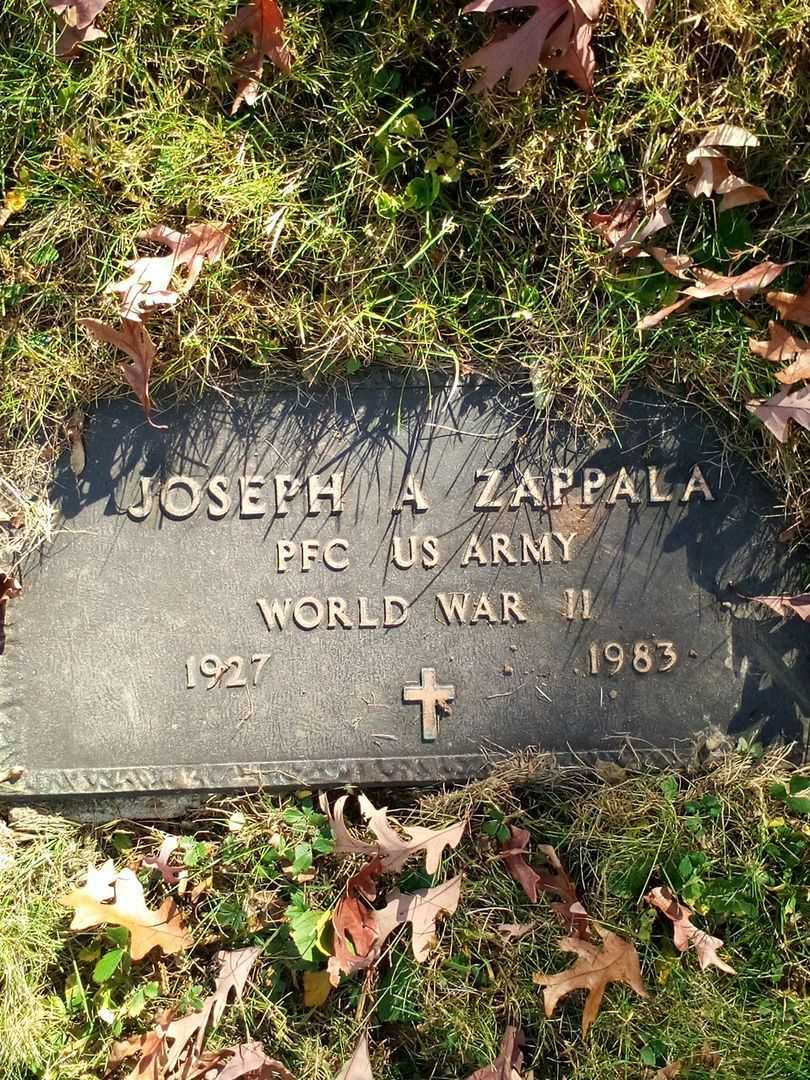 JOSEPH A ZAPPALA
PFC US ARMY
WORLD WAR II
1927 1983